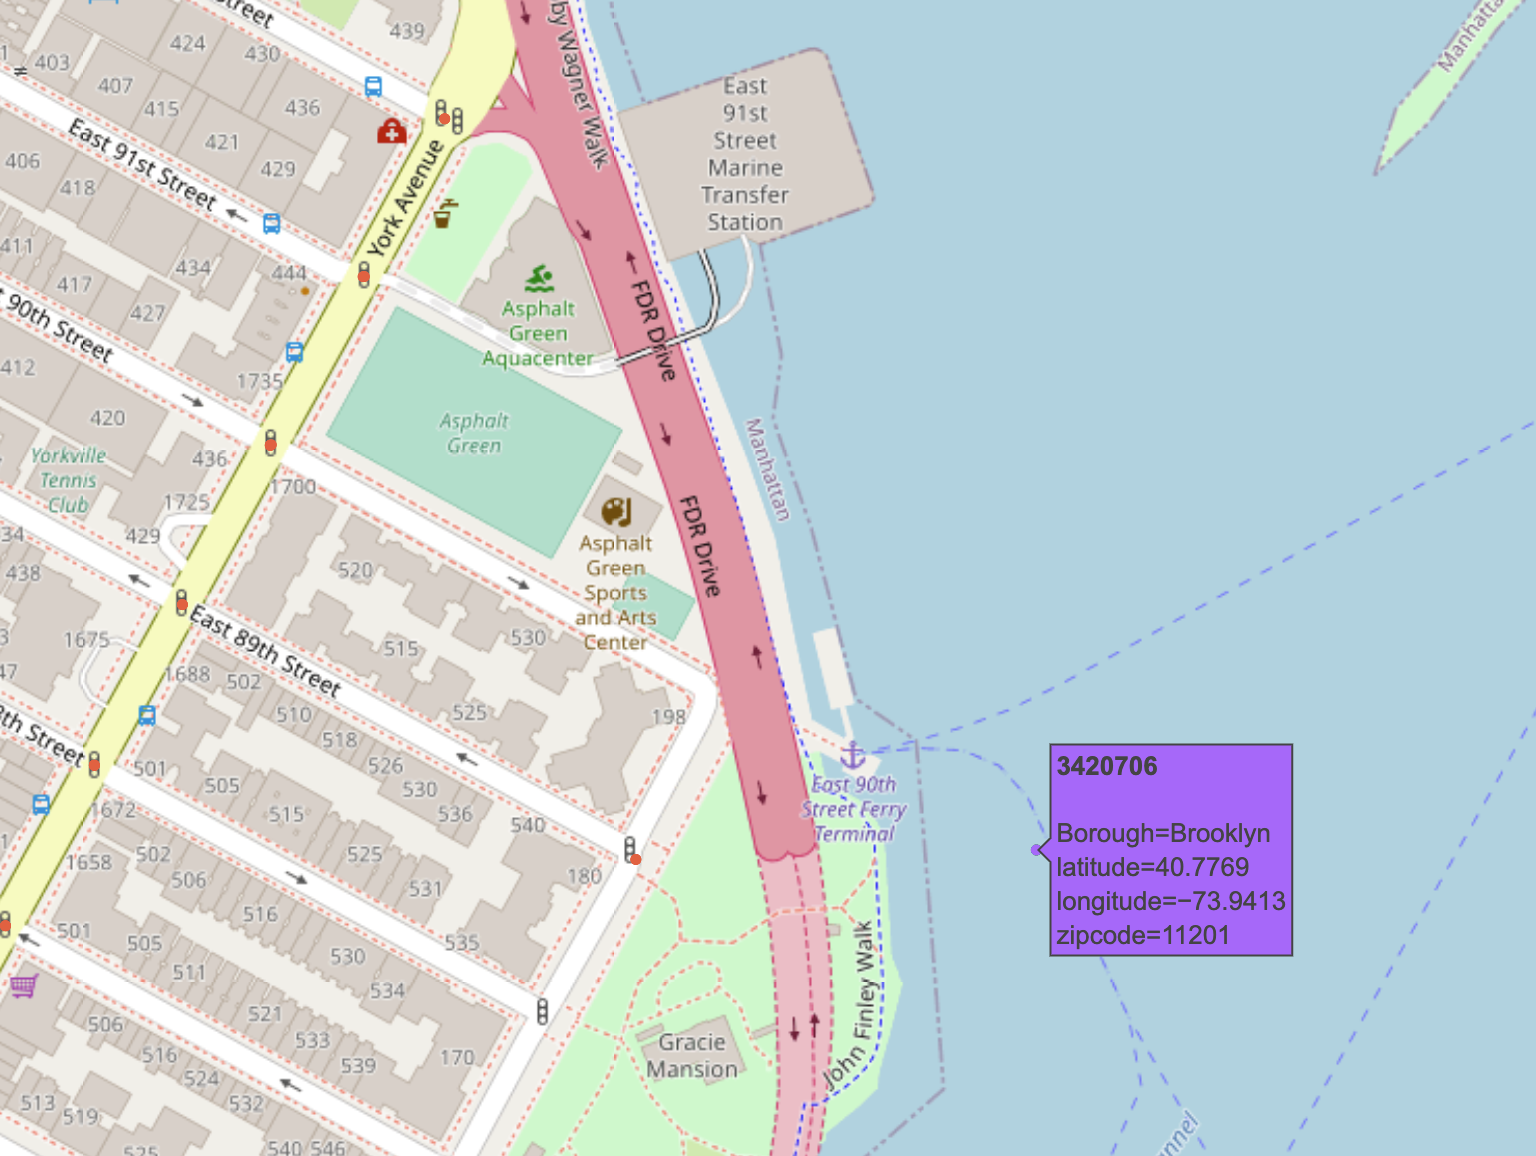 Street
439
by Wagner Walk
424
430
403
407
415
436
421
429
East 91st Street
406
418
York Avenue
East
91st
Street
Marine
Transfer
Station
Manhatta
411
417
434
444
427
t 90th Street
Asphalt
Green
Aquacenter
FDR Drive
412
1735
420
Asphalt
Green
Manhattan
Yorkville
Tennis
Club
436
1700
1725
429
34
438
FDR Drive
Asphalt
Green
Sports
and Arts
Center
520
530
515
East 89th Street
1675
47
1688
502
510
518
525
198
526
530
536
540
8th Street
501
505
515
525
531
1672
1658
502
506
516
180
East 90th
Street Ferry
Terminal
3420706
Borough=Brooklyn
latitude=40.7769
longitude=−73.9413
zipcode=11201
501
505
511
535
530
534
521
533
539
506
516
524
532
513
519
525
540
546
170
Gracie
Mansion
John Finley Walk
unnel